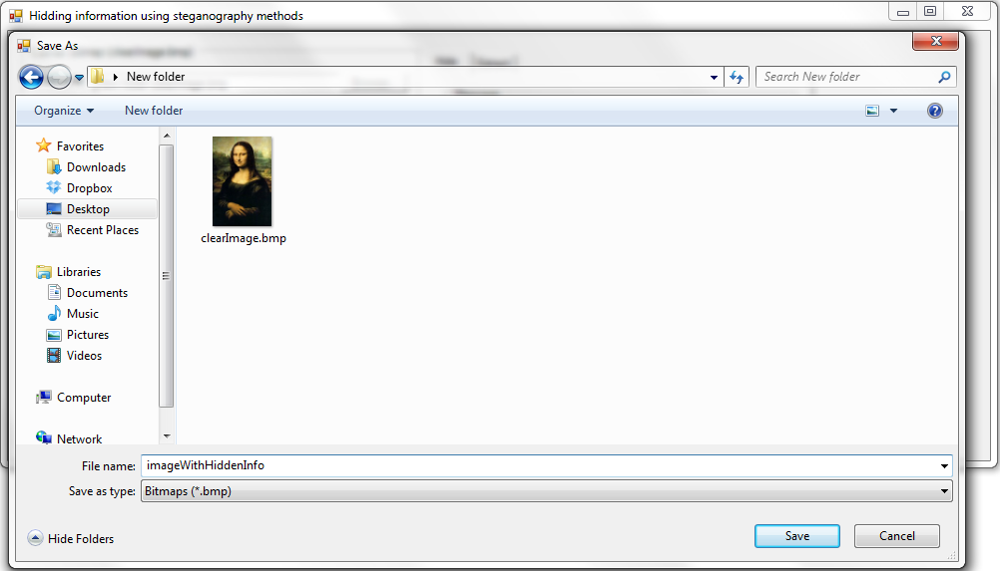 Hidding information using steganography methods
Save As
New folder
Search New folder
Organize
New folder
Favorites
Downloads
Dropbox
Desktop
Recent Places
Libraries
Documents
Music
Pictures
Videos
Computer
Network
clearImage.bmp
File name: imageWithHiddenInfo
Save as type: Bitmaps (*.bmp)
Hide Folders
Save
Cancel